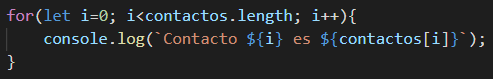 for(let i=0; i<contactos.length; i++){
    console.log(`Contacto ${i} es ${contactos[i]}`);
}